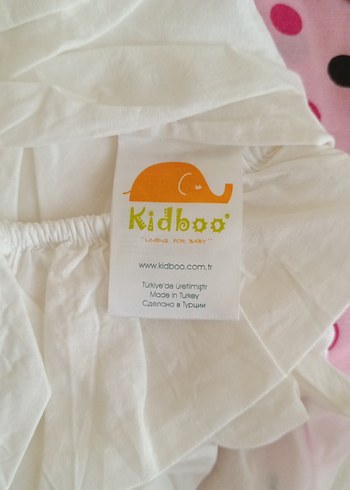 Kidboo
"LIVING FOR BABY"
www.kidboo.com.tr
Türkiye'de üretilmiştir
Made in Turkey
Сделано в Турции